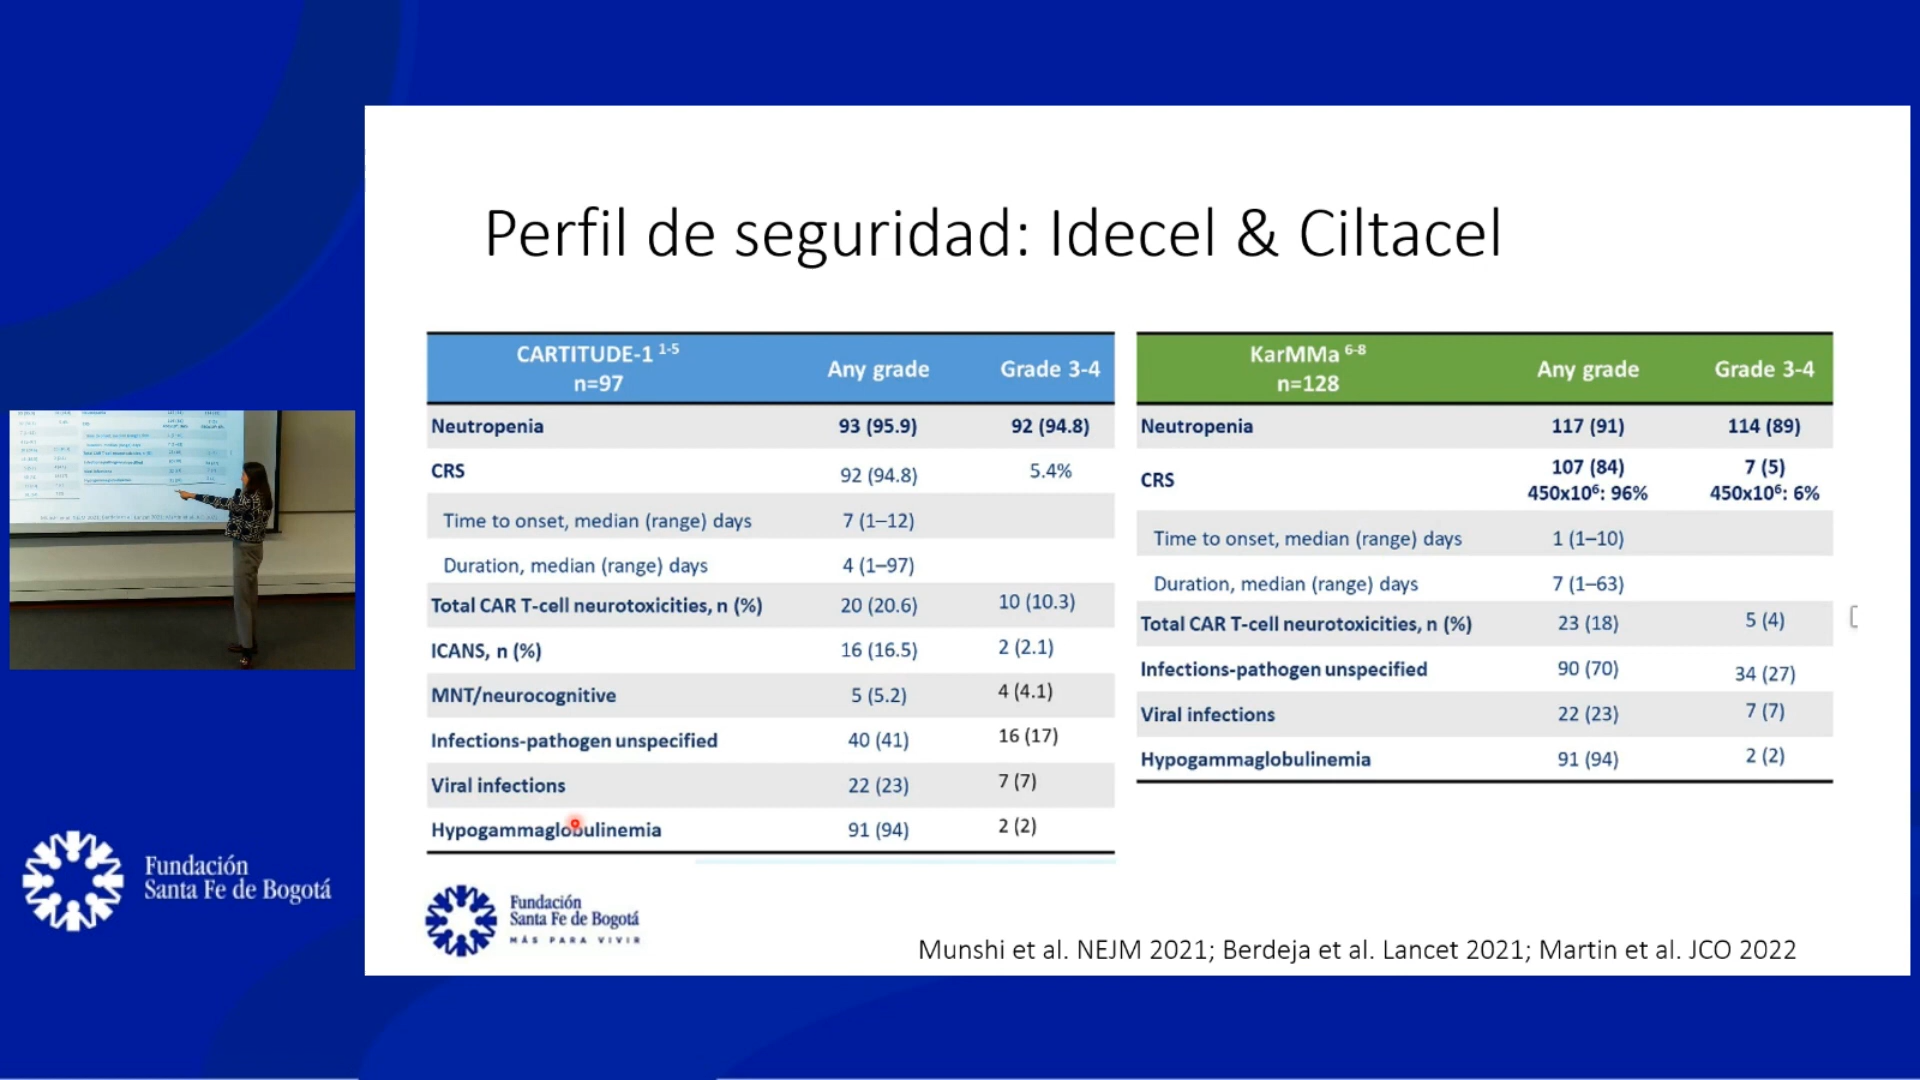 Perfil de seguridad: Idecel & Ciltacel
CARTITUDE-1 1-5
n=97
Any grade
Grade 3-4
Neutropenia 93 (95.9) 92 (94.8)
CRS 92 (94.8) 5.4%
Time to onset, median (range) days 7 (1–12)
Duration, median (range) days 4 (1–97)
Total CAR T-cell neurotoxicities, n (%) 20 (20.6) 10 (10.3)
ICANS, n (%) 16 (16.5) 2 (2.1)
MNT/neurocognitive 5 (5.2) 4 (4.1)
Infections-pathogen unspecified 40 (41) 16 (17)
Viral infections 22 (23) 7 (7)
Hypogammaglobulinemia 91 (94) 2 (2)
KarMMa 6-8
n=128
Any grade
Grade 3-4
Neutropenia 117 (91) 114 (89)
CRS 107 (84) 7 (5)
450x10⁶: 96% 450x10⁶: 6%
Time to onset, median (range) days 1 (1–10)
Duration, median (range) days 7 (1–63)
Total CAR T-cell neurotoxicities, n (%) 23 (18) 5 (4)
Infections-pathogen unspecified 90 (70) 34 (27)
Viral infections 22 (23) 7 (7)
Hypogammaglobulinemia 91 (94) 2 (2)
Fundación
Santa Fe de Bogotá
MÁS PARA VIVIR
Munshi et al. NEJM 2021; Berdeja et al. Lancet 2021; Martin et al. JCO 2022
Fundación
Santa Fe de Bogotá